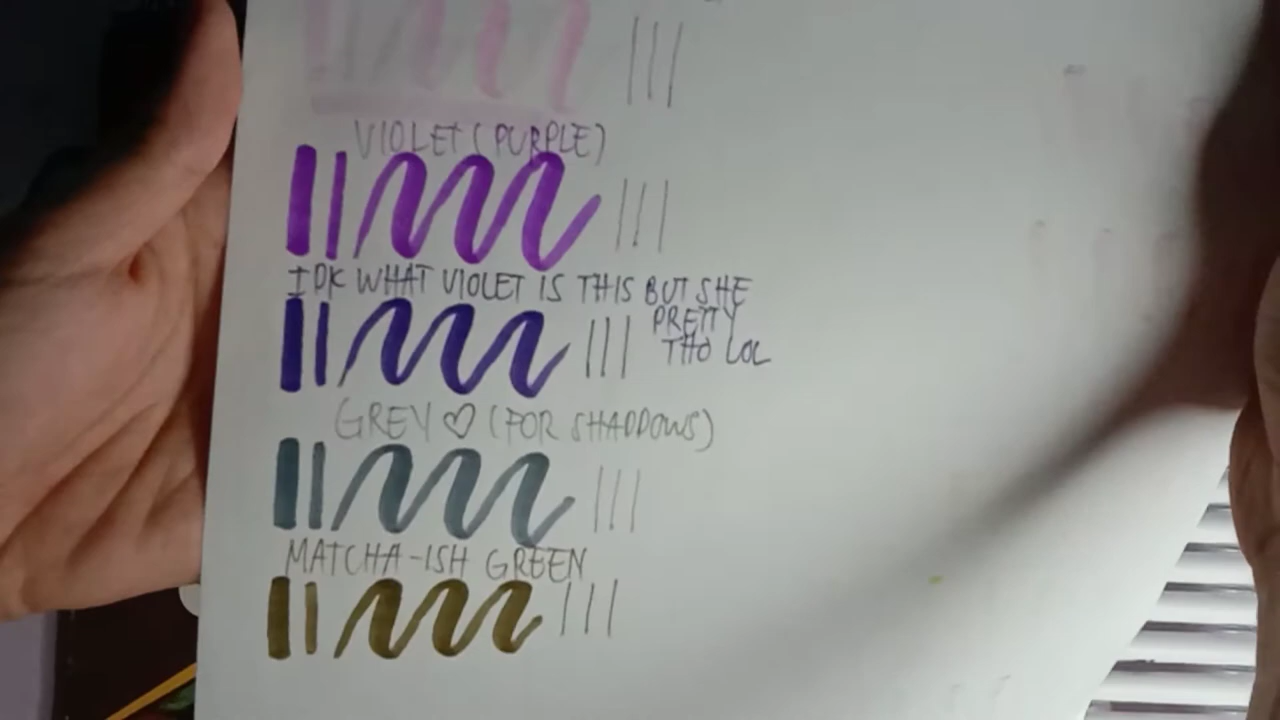 VIOLET (PURPLE)
IDK WHAT VIOLET IS THIS BUT SHE
PRETTY
THO LOL
GREY ♡ (FOR SHADDOWS)
MATCHA-ISH GREEN